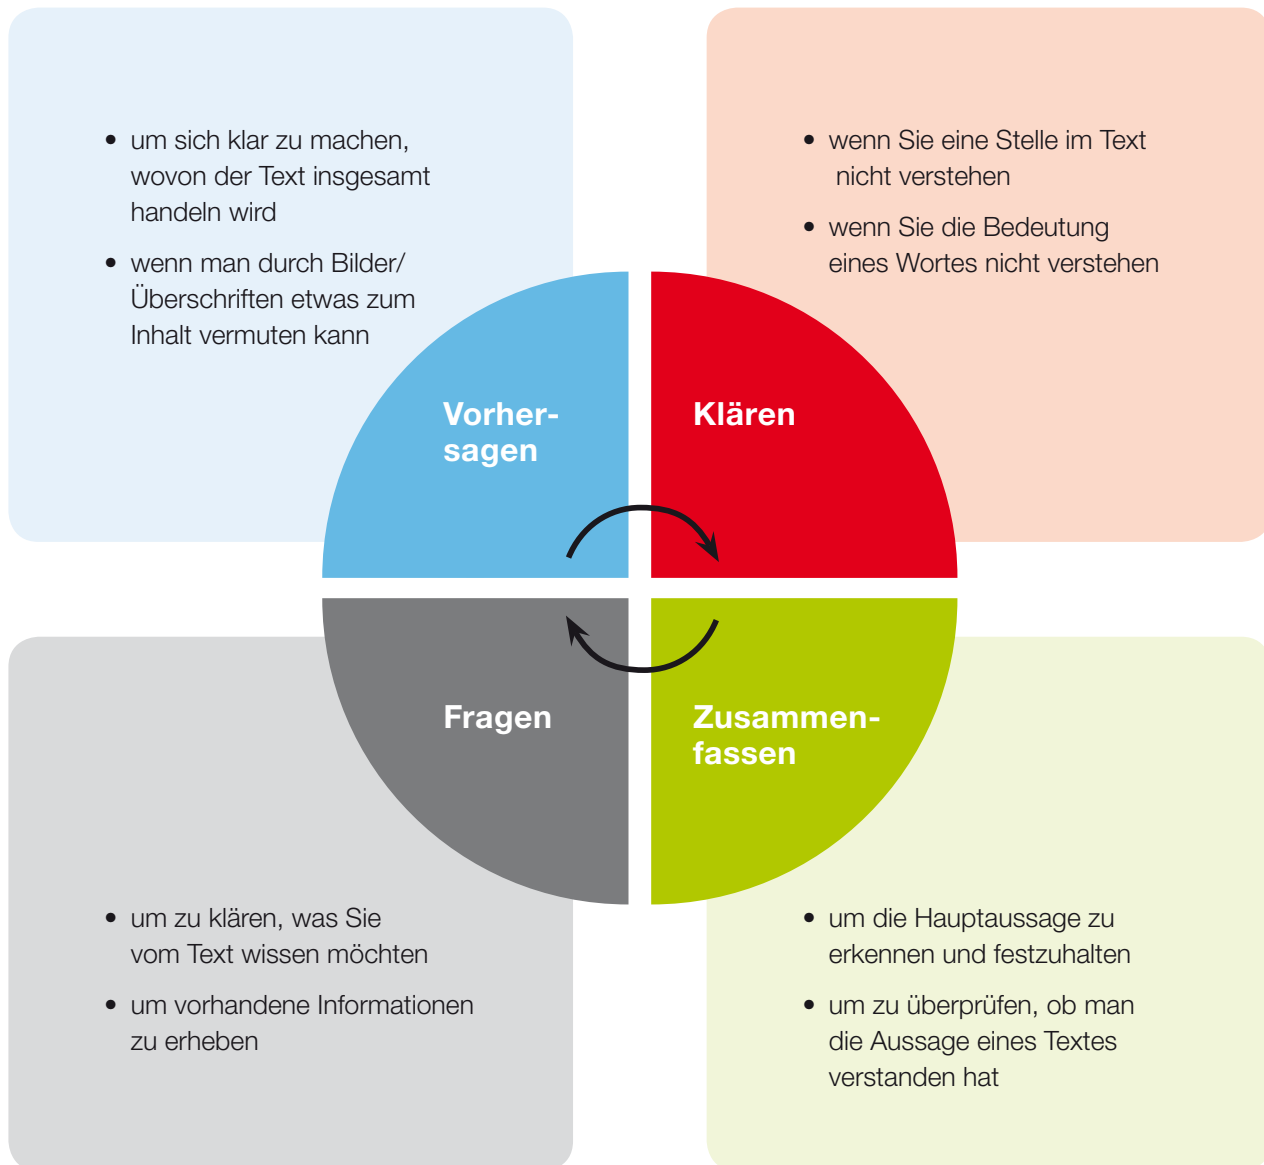 • um sich klar zu machen,
wovon der Text insgesamt
handeln wird
• wenn man durch Bilder/
Überschriften etwas zum
Inhalt vermuten kann
Vorher-
sagen
• wenn Sie eine Stelle im Text
nicht verstehen
• wenn Sie die Bedeutung
eines Wortes nicht verstehen
Klären
Fragen
• um zu klären, was Sie
vom Text wissen möchten
• um vorhandene Informationen
zu erheben
Zusammen-
fassen
• um die Hauptaussage zu
erkennen und festzuhalten
• um zu überprüfen, ob man
die Aussage eines Textes
verstanden hat